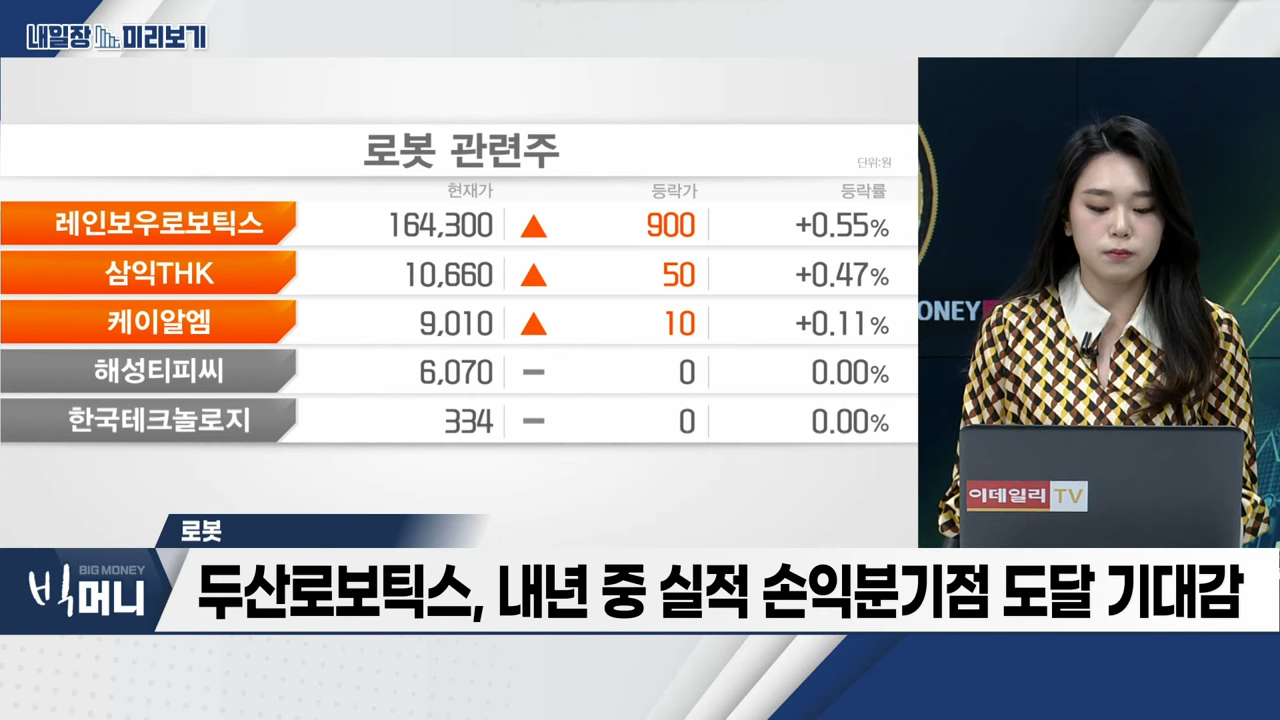 내일장 미리보기
로봇 관련주
단위:원
현재가 등락가 등락률
레인보우로보틱스 164,300 ▲ 900 +0.55%
삼익THK 10,660 ▲ 50 +0.47%
케이알엠 9,010 ▲ 10 +0.11%
해성티피씨 6,070 - 0 0.00%
한국테크놀로지 334 - 0 0.00%
ONEY
이데일리 TV
로봇
BIG MONEY
빅머니
두산로보틱스, 내년 중 실적 손익분기점 도달 기대감